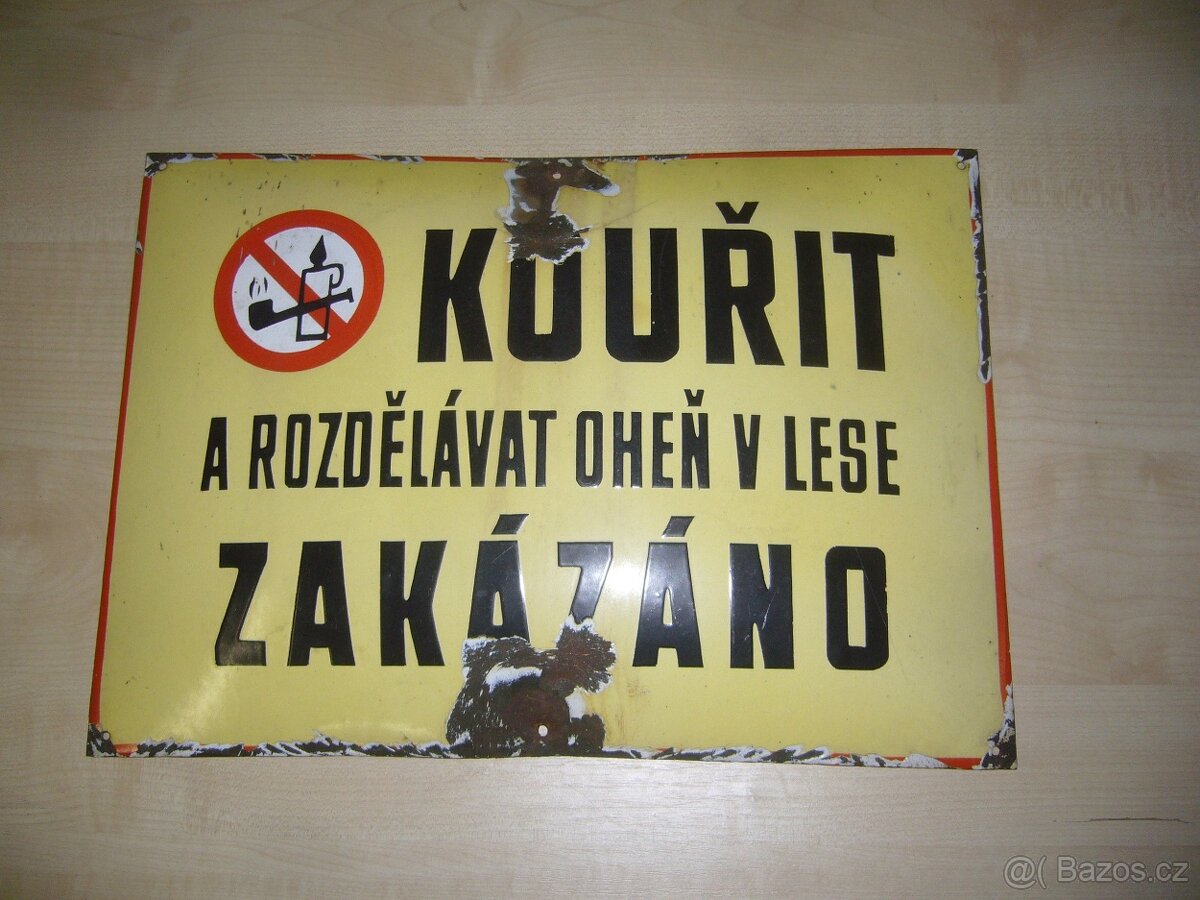 KOUŘIT
A ROZDĚLÁVAT OHEŇ V LESE
ZAKÁZÁNO
@( Bazos.cz